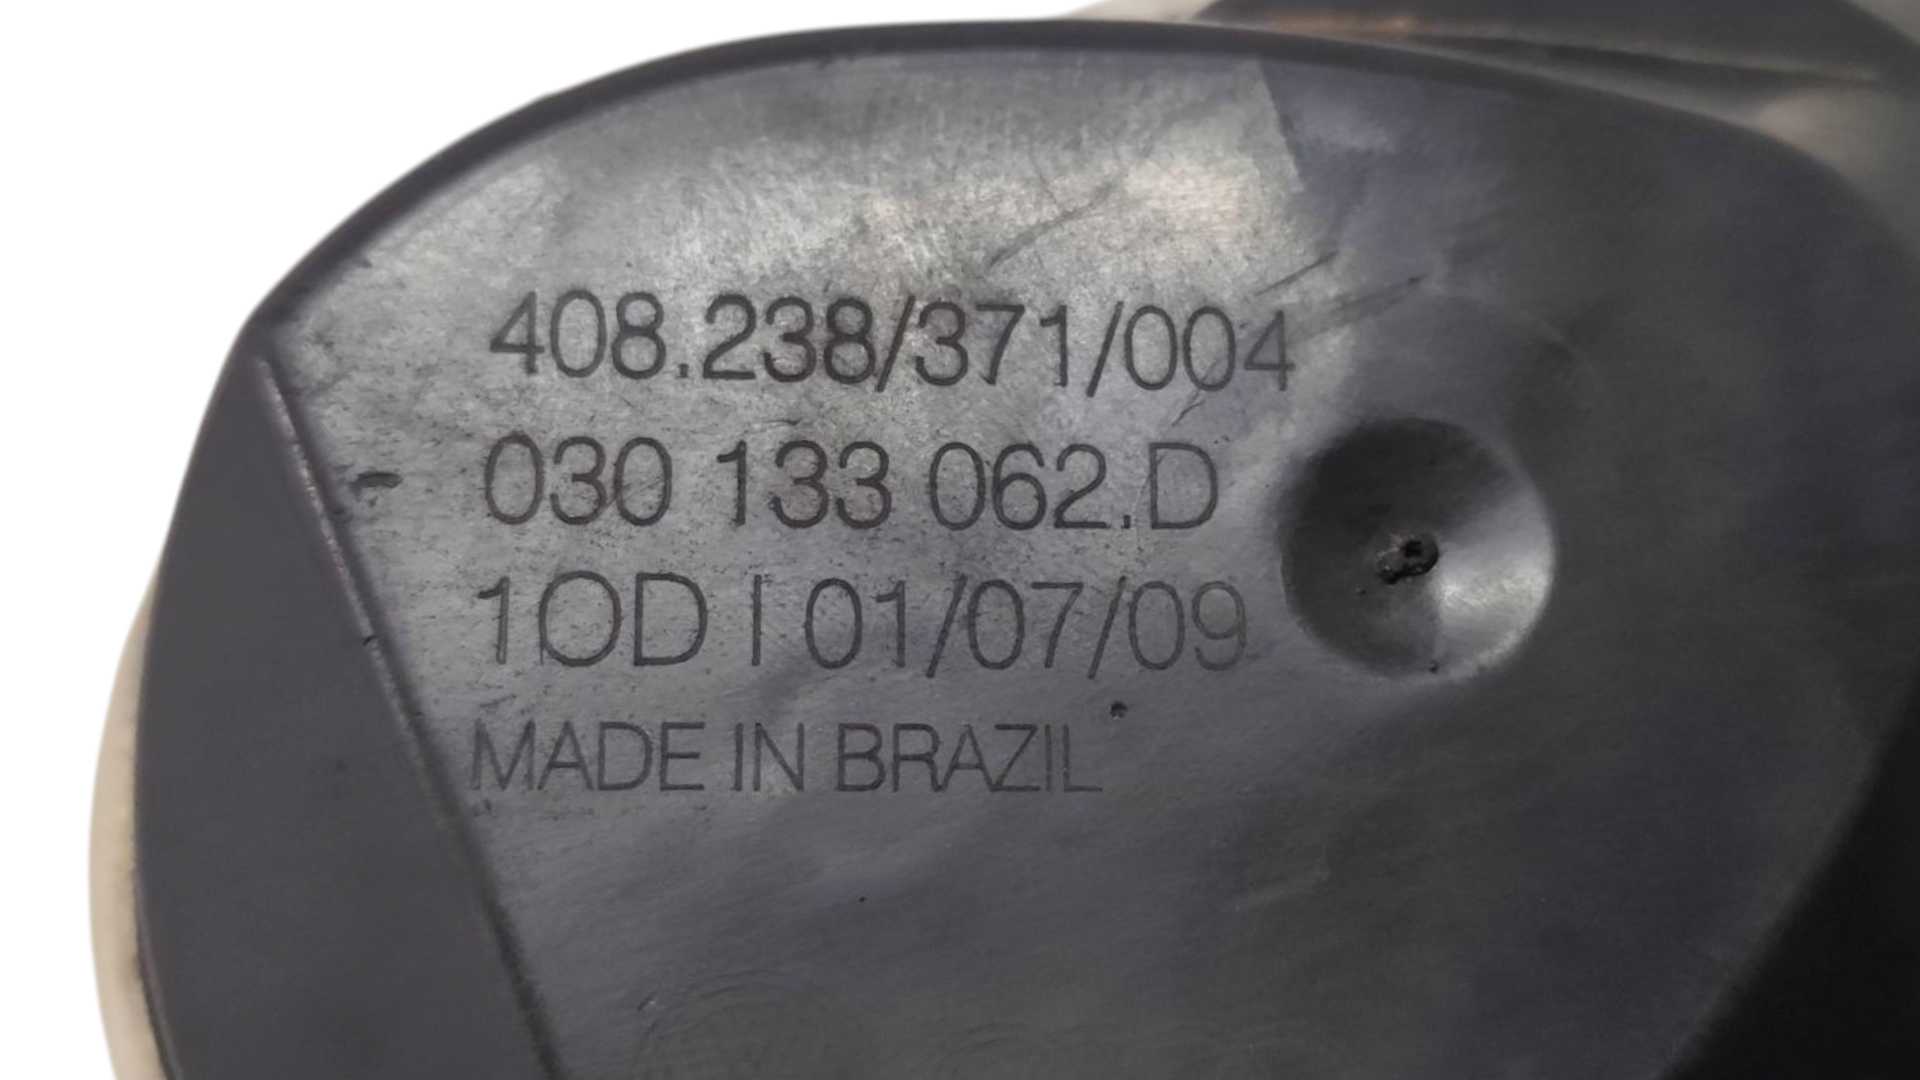 408.238/371/004
030 133 062.D
1OD | 01/07/09
MADE IN BRAZIL